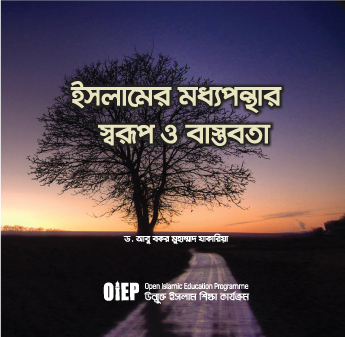 ইসলামের মধ্যপন্থার
স্বরূপ ও বাস্তবতা
ড. আবু বকর মুহাম্মাদ যাকারিয়া
OIEP Open Islamic Education Programme
উন্মুক্ত ইসলাম শিক্ষা কার্যক্রম